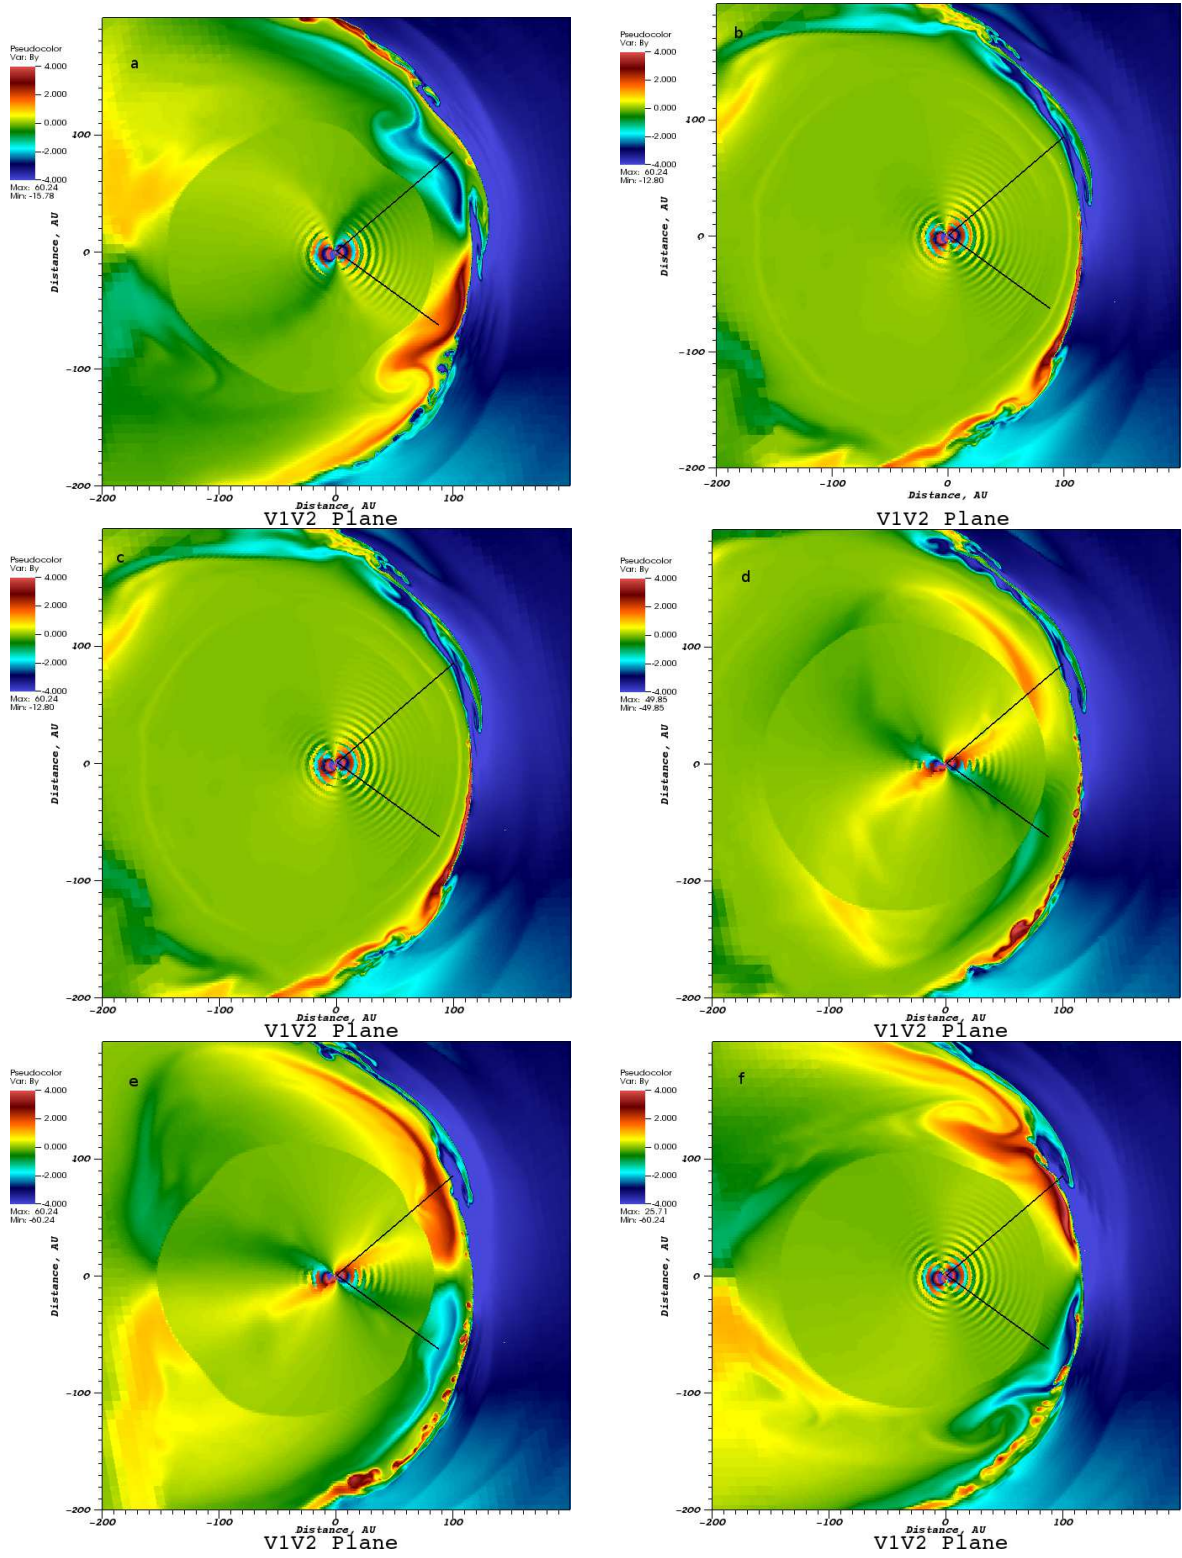 a
Pseudocolor
Var: By
4.000
2.000
0.000
-2.000
-4.000
Max: 60.24
Min: -15.78
Distance, AU
100
0
-100
-200
-200
-100
0
100
Distance, AU
V1V2 Plane
b
Pseudocolor
Var: By
4.000
2.000
0.000
-2.000
-4.000
Max: 60.24
Min: -12.80
Distance, AU
100
0
-100
-200
-200
-100
0
100
Distance, AU
V1V2 Plane
c
Pseudocolor
Var: By
4.000
2.000
0.000
-2.000
-4.000
Max: 60.24
Min: -12.80
Distance, AU
100
0
-100
-200
-200
-100
0
100
Distance, AU
V1V2 Plane
d
Pseudocolor
Var: By
4.000
2.000
0.000
-2.000
-4.000
Max: 49.85
Min: -49.85
Distance, AU
100
0
-100
-200
-200
-100
0
100
Distance, AU
V1V2 Plane
e
Pseudocolor
Var: By
4.000
2.000
0.000
-2.000
-4.000
Max: 60.24
Min: -60.24
Distance, AU
100
0
-100
-200
-200
-100
0
100
Distance, AU
V1V2 Plane
f
Pseudocolor
Var: By
4.000
2.000
0.000
-2.000
-4.000
Max: 25.71
Min: -60.24
Distance, AU
100
0
-100
-200
-200
-100
0
100
Distance, AU
V1V2 Plane